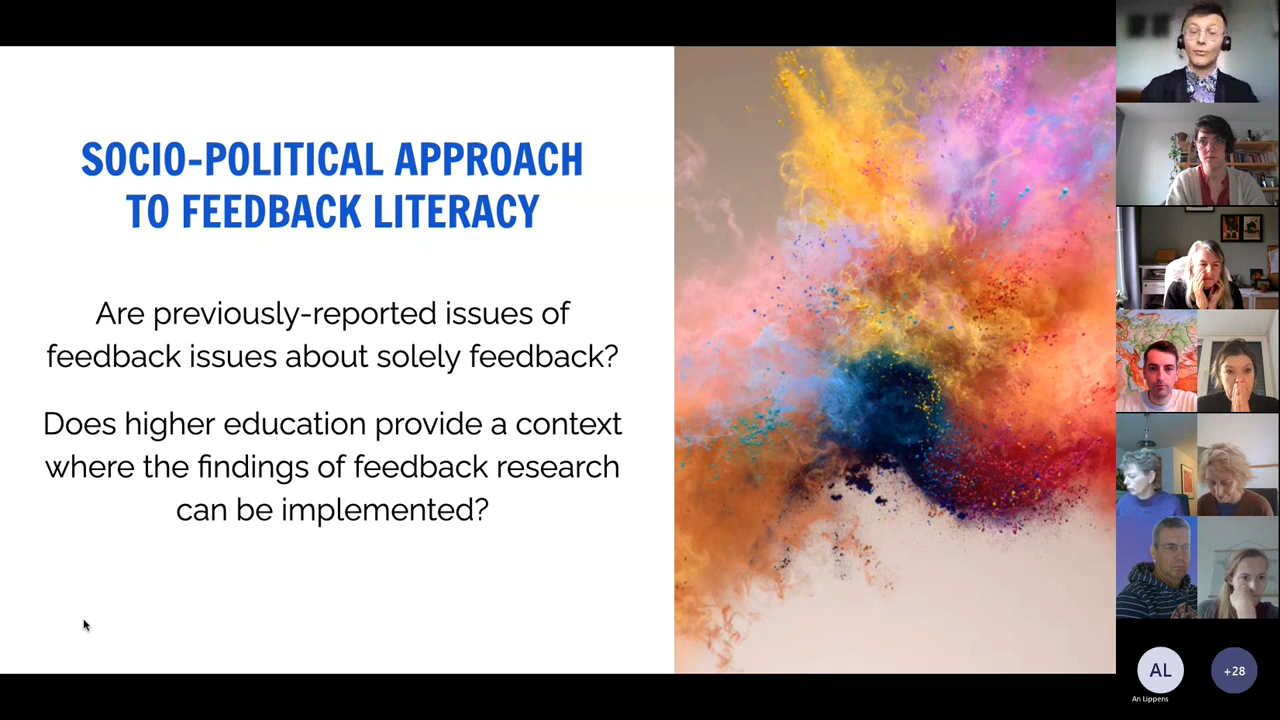 SOCIO-POLITICAL APPROACH
TO FEEDBACK LITERACY
Are previously-reported issues of
feedback issues about solely feedback?
Does higher education provide a context
where the findings of feedback research
can be implemented?
AL
+28
An Lippens